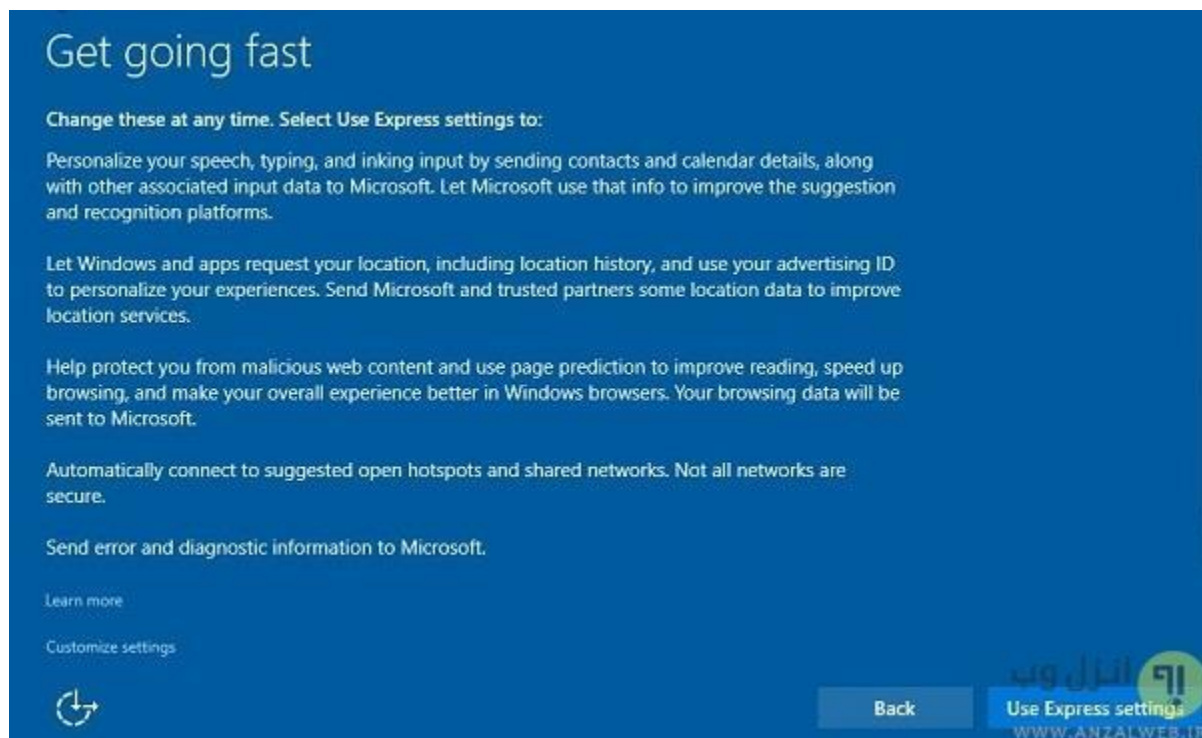 Get going fast
Change these at any time. Select Use Express settings to:
Personalize your speech, typing, and inking input by sending contacts and calendar details, along
with other associated input data to Microsoft. Let Microsoft use that info to improve the suggestion
and recognition platforms.
Let Windows and apps request your location, including location history, and use your advertising ID
to personalize your experiences. Send Microsoft and trusted partners some location data to improve
location services.
Help protect you from malicious web content and use page prediction to improve reading, speed up
browsing, and make your overall experience better in Windows browsers. Your browsing data will be
sent to Microsoft.
Automatically connect to suggested open hotspots and shared networks. Not all networks are
secure.
Send error and diagnostic information to Microsoft.
Learn more
Customize settings
انزل وب
Back
Use Express settings
WWW.ANZALWEB.IR